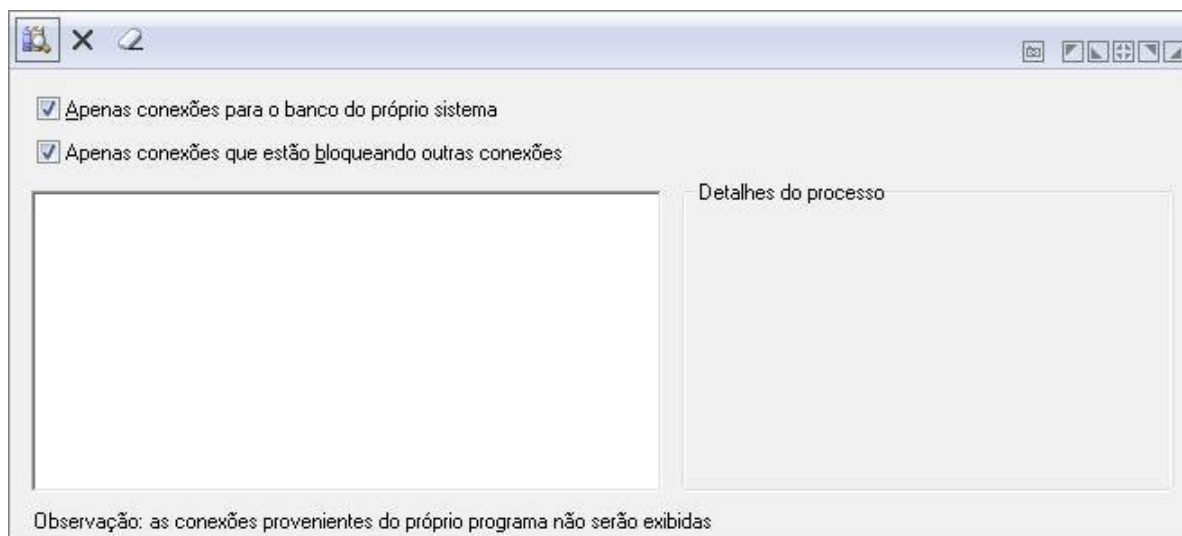 Apenas conexões para o banco do próprio sistema
Apenas conexões que estão bloqueando outras conexões
Detalhes do processo
Observação: as conexões provenientes do próprio programa não serão exibidas